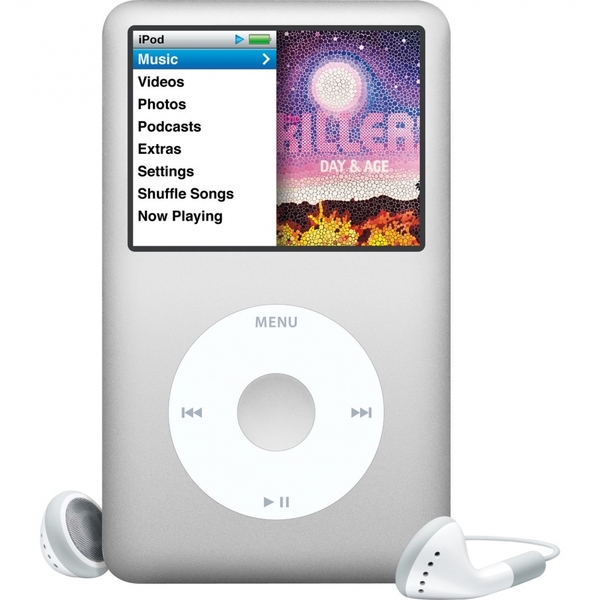 iPod
Music
Videos
Photos
Podcasts
Extras
Settings
Shuffle Songs
Now Playing
KILLER
DAY & AGE
MENU